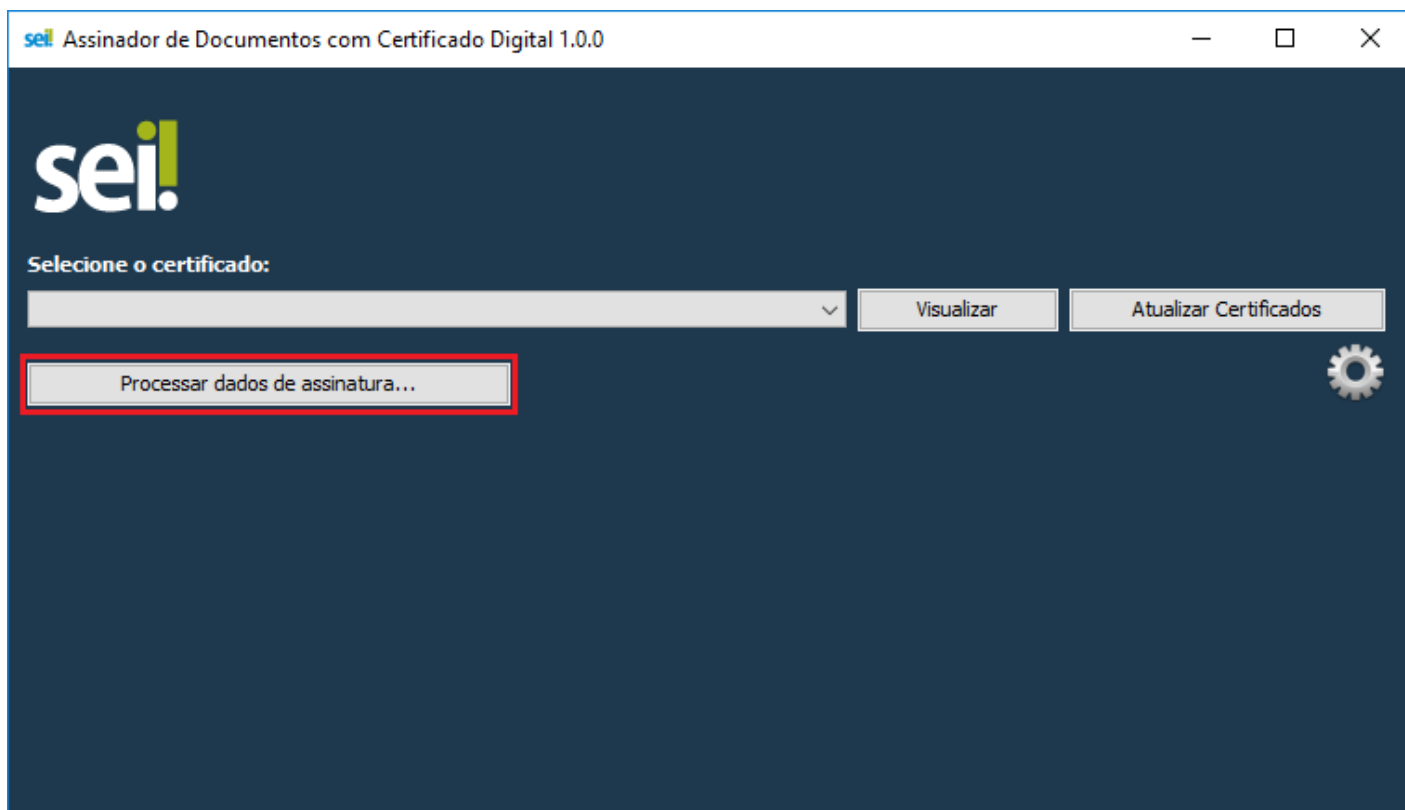 sei! Assinador de Documentos com Certificado Digital 1.0.0
sei!
Selecione o certificado:
Visualizar
Atualizar Certificados
Processar dados de assinatura...